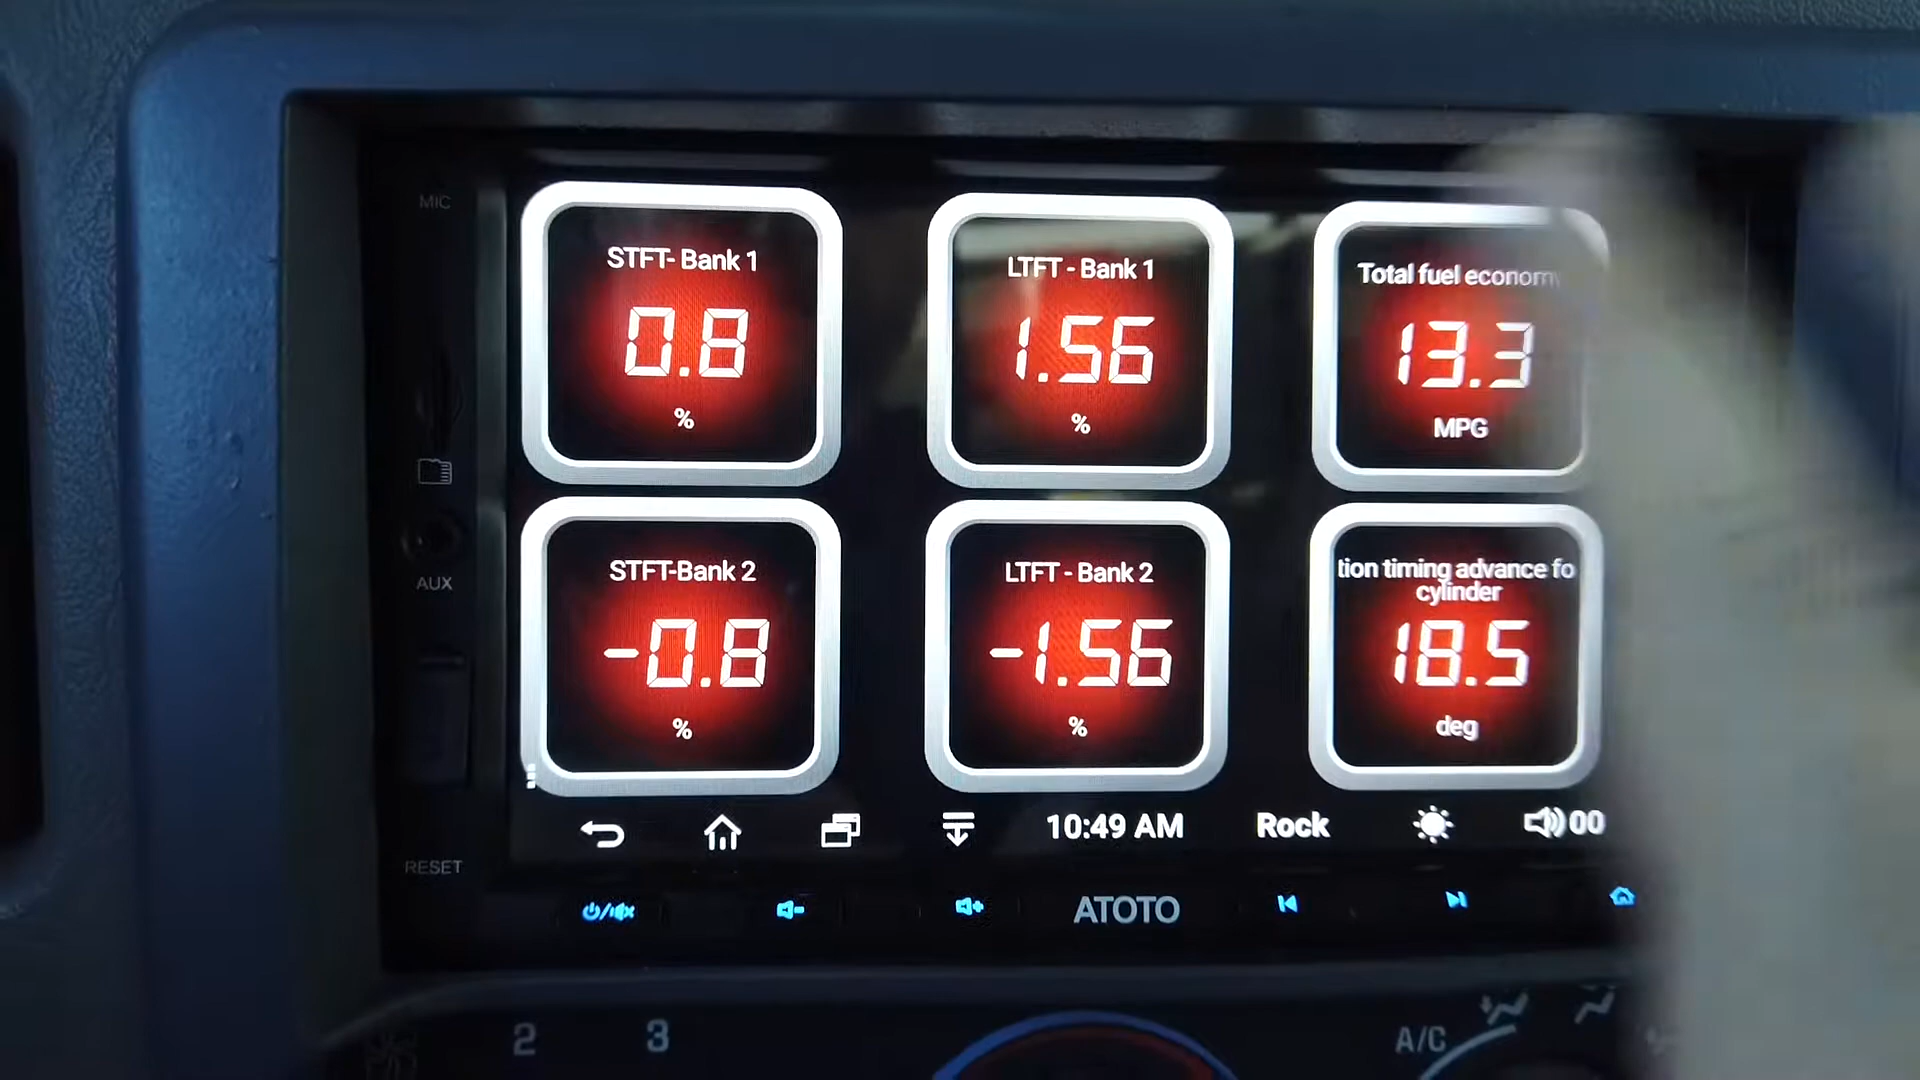 MIC
STFT- Bank 1
0.8
%
LTFT - Bank 1
1.56
%
Total fuel economy
13.3
MPG
AUX
STFT-Bank 2
-0.8
%
LTFT - Bank 2
-1.56
%
tion timing advance fo
cylinder
18.5
deg
10:49 AM
Rock
00
RESET
ATOTO
2
3
A/C